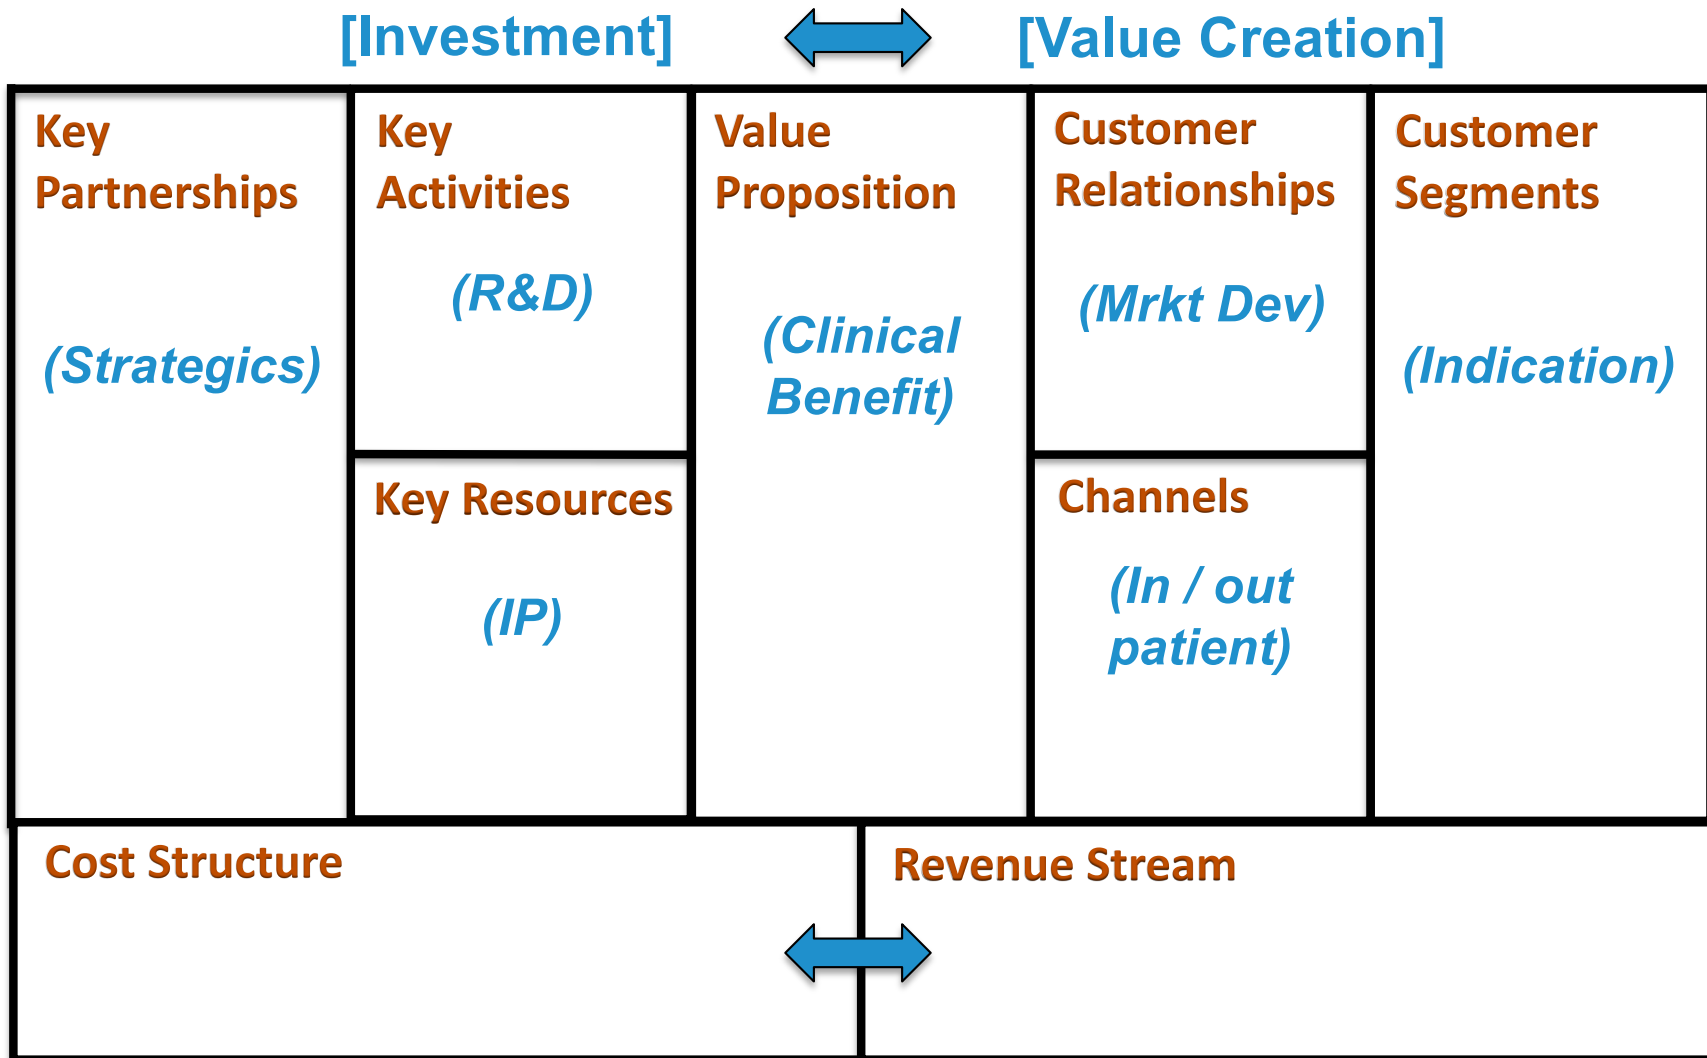 [Investment]
[Value Creation]
Key
Partnerships
(Strategics)
Key
Activities
(R&D)
Key Resources
(IP)
Value
Proposition
(Clinical
Benefit)
Customer
Relationships
(Mrkt Dev)
Channels
(In / out
patient)
Customer
Segments
(Indication)
Cost Structure
Revenue Stream